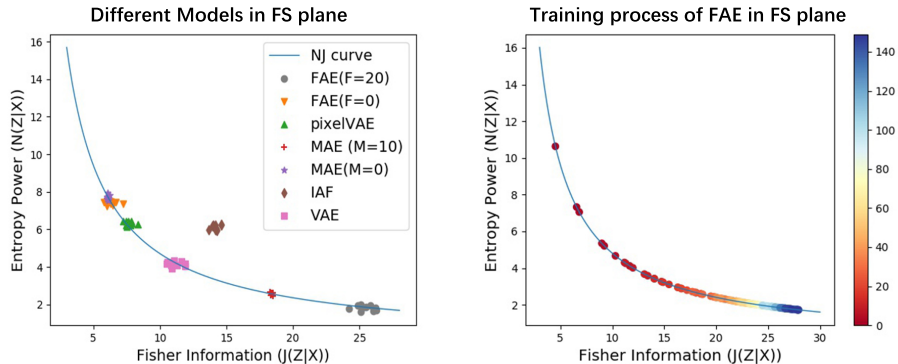 Different Models in FS plane
Entropy Power (N(Z|X))
16
14
12
10
8
6
4
2
5
10
15
20
25
Fisher Information (J(Z|X))
NJ curve
FAE(F=20)
FAE(F=0)
pixelVAE
MAE (M=10)
MAE(M=0)
IAF
VAE
Training process of FAE in FS plane
Entropy Power (N(Z|X))
16
14
12
10
8
6
4
2
5
10
15
20
25
30
Fisher Information (J(Z|X))
140
120
100
80
60
40
20
0